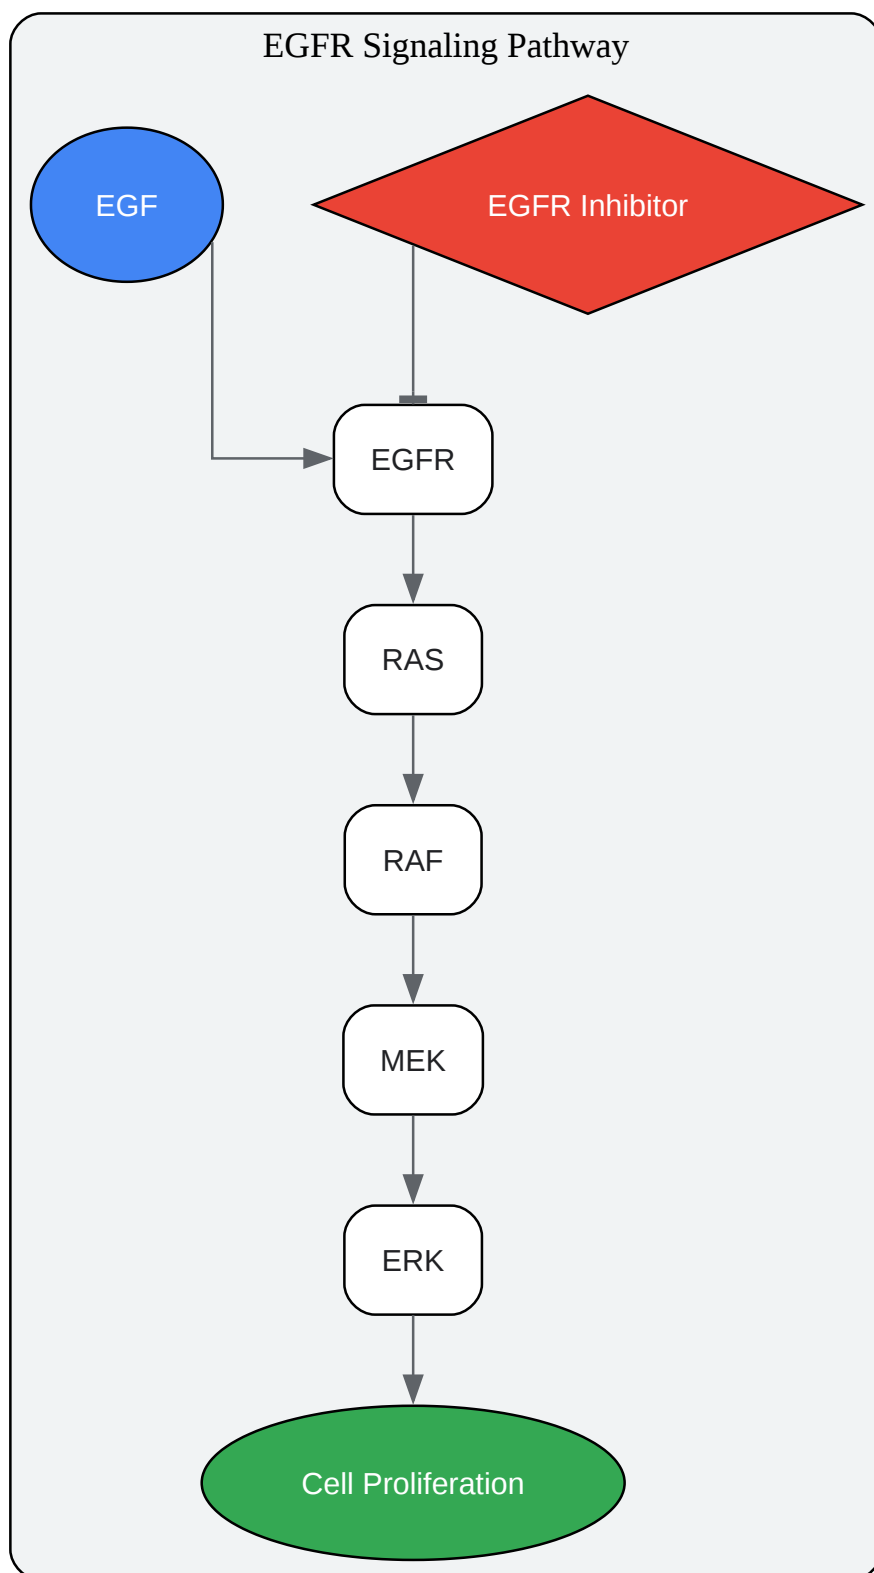 EGFR Signaling Pathway
EGF
EGFR Inhibitor
EGFR
RAS
RAF
MEK
ERK
Cell Proliferation